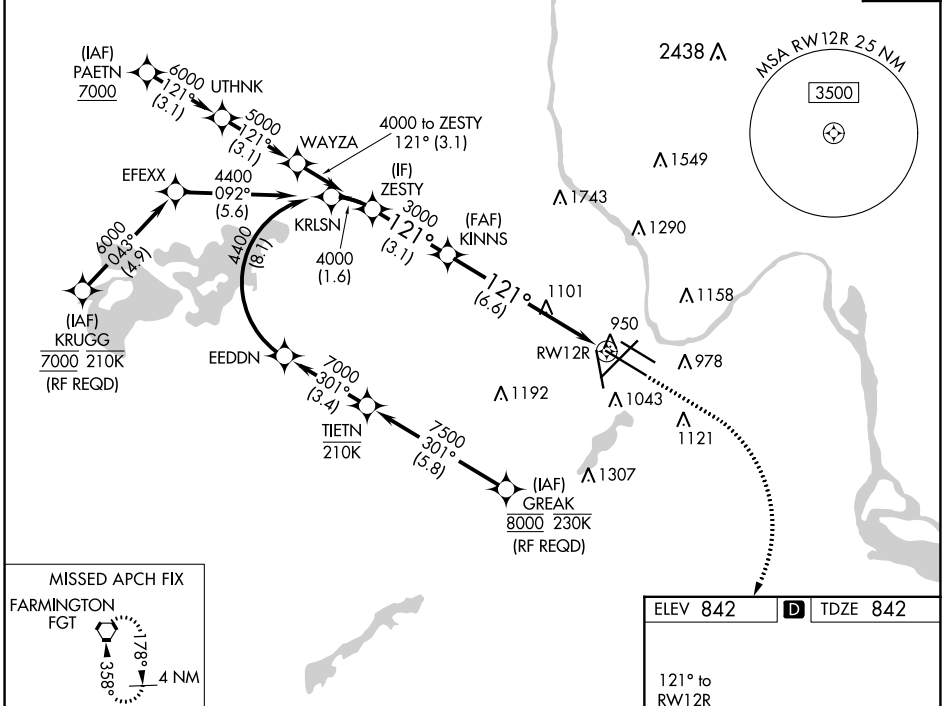 (IAF)
PAETN
7000
6000
121°
(3.1)
UTHNK
5000
121°
(3.1)
WAYZA
4000 to ZESTY
121° (3.1)
2438
MSA RW12R 25 NM
3500
EFEXX
4400
092°
(5.6)
(IF)
ZESTY
KRLSN
4000
(1.6)
3000
121°
(3.1)
(FAF)
KINNS
1549
1743
1290
6000
043°
(4.9)
4400
(8.1)
(IAF)
KRUGG
7000 210K
(RF REQD)
121°
(6.6)
1101
1158
950
RW12R
978
EEDDN
7000
301°
(3.4)
TIETN
210K
1192
1043
1121
7500
301°
(5.8)
(IAF)
GREAK
8000 230K
(RF REQD)
1307
MISSED APCH FIX
FARMINGTON
FGT
178°
358°
4 NM
ELEV 842
D
TDZE 842
121° to
RW12R